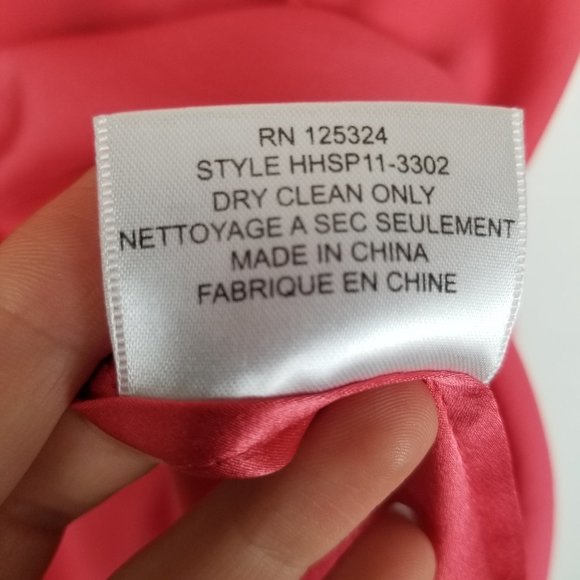 RN 125324
STYLE HHSP11-3302
DRY CLEAN ONLY
NETTOYAGE A SEC SEULEMENT
MADE IN CHINA
FABRIQUE EN CHINE